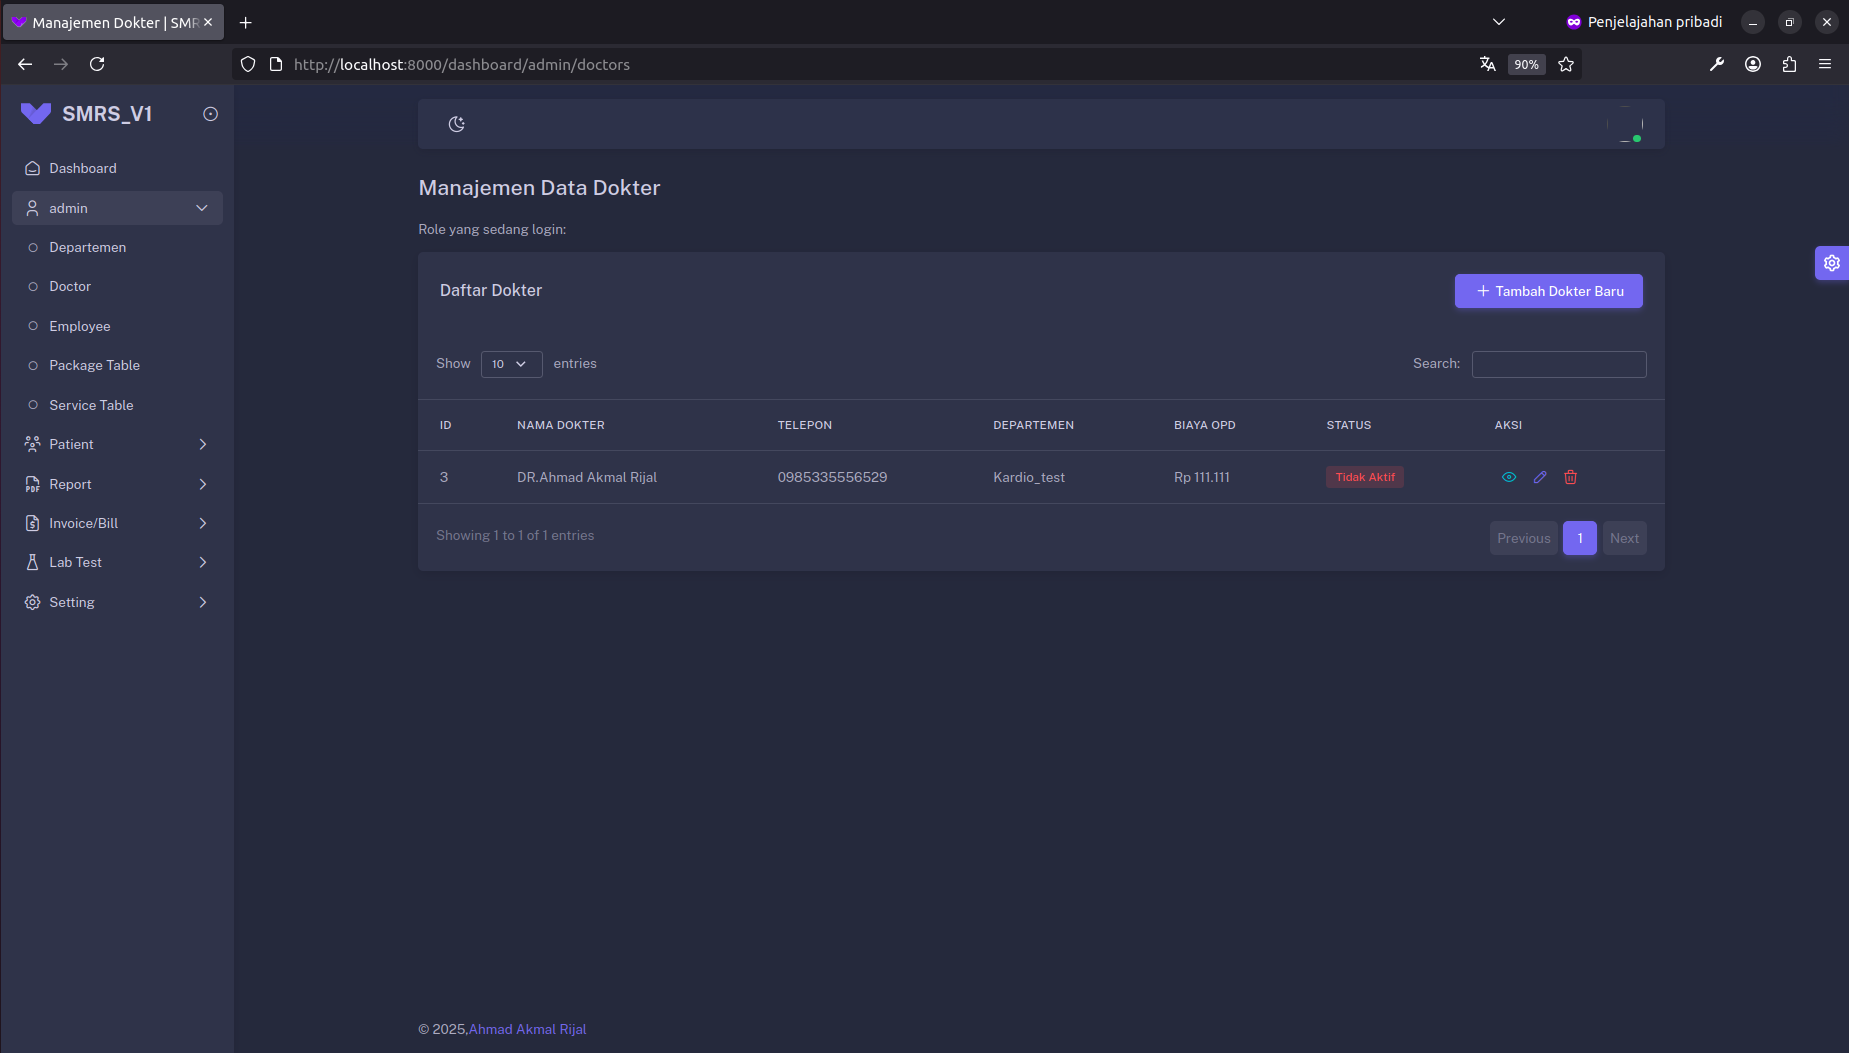 Manajemen Dokter | SMR
Penjelajahan pribadi
http://localhost:8000/dashboard/admin/doctors
90%
SMRS_V1
Dashboard
admin
Departemen
Doctor
Employee
Package Table
Service Table
Patient
Report
Invoice/Bill
Lab Test
Setting
Manajemen Data Dokter
Role yang sedang login:
Daftar Dokter
Tambah Dokter Baru
Show 10 entries
Search:
ID NAMA DOKTER TELEPON DEPARTEMEN BIAYA OPD STATUS AKSI
3 DR.Ahmad Akmal Rijal 0985335556529 Kardio_test Rp 111.111 Tidak Aktif
Showing 1 to 1 of 1 entries
Previous 1 Next
© 2025,Ahmad Akmal Rijal